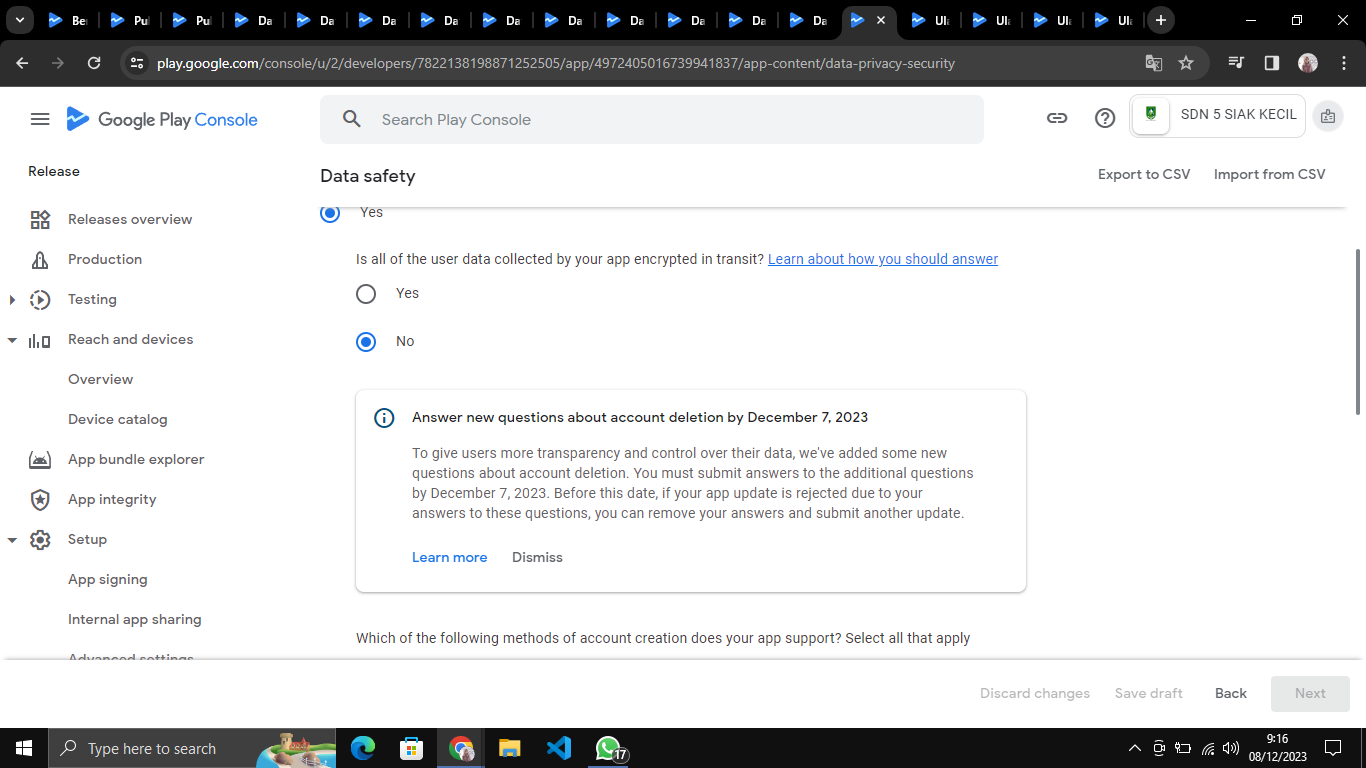 Be
Pu
Pu
Da
Da
Da
Da
Da
Da
Da
Da
Da
Da
Ula
Ula
Ula
Ula
play.google.com/console/u/2/developers/7822138198871252505/app/4972405016739941837/app-content/data-privacy-security
Google Play Console
Search Play Console
SDN 5 SIAK KECIL
Release
Data safety
Export to CSV
Import from CSV
Releases overview
Production
Testing
Reach and devices
Overview
Device catalog
App bundle explorer
App integrity
Setup
App signing
Internal app sharing
Advanced settings
Yes
Is all of the user data collected by your app encrypted in transit? Learn about how you should answer
Yes
No
Answer new questions about account deletion by December 7, 2023
To give users more transparency and control over their data, we've added some new
questions about account deletion. You must submit answers to the additional questions
by December 7, 2023. Before this date, if your app update is rejected due to your
answers to these questions, you can remove your answers and submit another update.
Learn more
Dismiss
Which of the following methods of account creation does your app support? Select all that apply
Discard changes
Save draft
Back
Next
Type here to search
17
9:16
08/12/2023